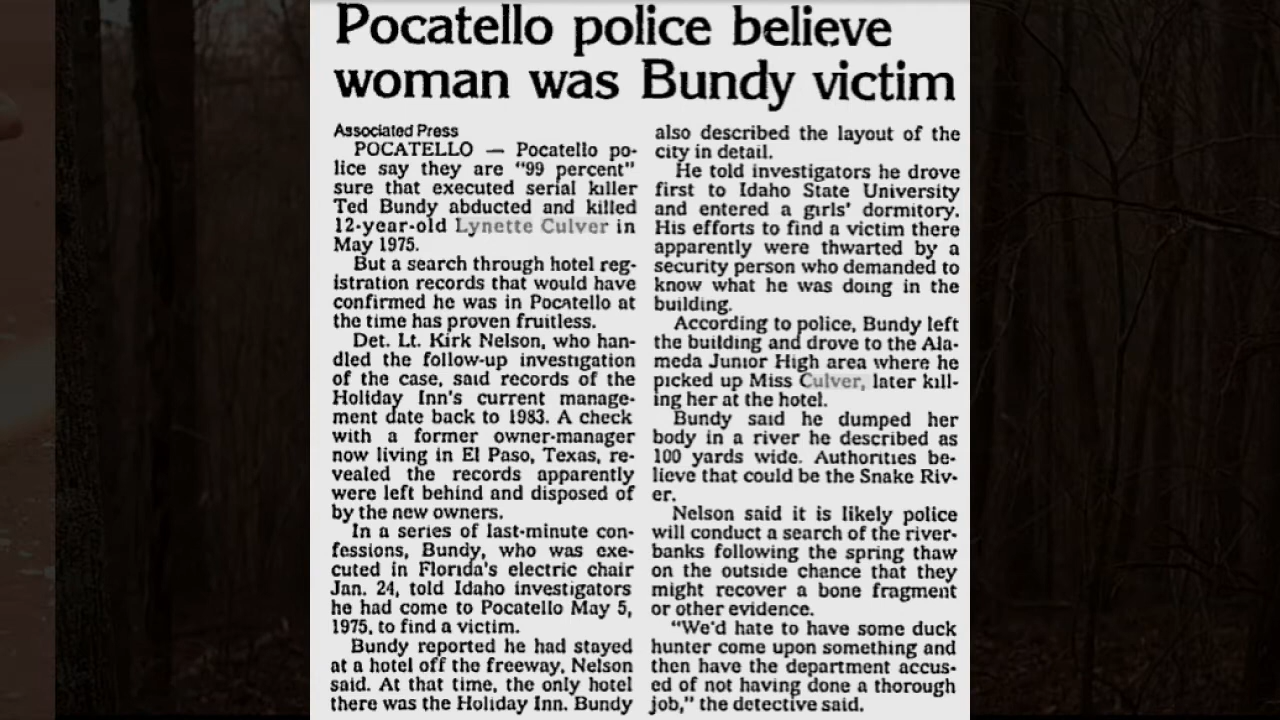 Pocatello police believe
woman was Bundy victim
Associated Press
POCATELLO — Pocatello po-
lice say they are "99 percent"
sure that executed serial killer
Ted Bundy abducted and killed
12-year-old Lynette Culver in
May 1975.
But a search through hotel reg-
istration records that would have
confirmed he was in Pocatello at
the time has proven fruitless.
Det. Lt. Kirk Nelson, who han-
dled the follow-up investigation
of the case, said records of the
Holiday Inn's current manage-
ment date back to 1983. A check
with a former owner-manager
now living in El Paso, Texas, re-
vealed the records apparently
were left behind and disposed of
by the new owners.
In a series of last-minute con-
fessions, Bundy, who was exe-
cuted in Florida's electric chair
Jan. 24, told Idaho investigators
he had come to Pocatello May 5,
1975, to find a victim.
Bundy reported he had stayed
at a hotel off the freeway, Nelson
said. At that time, the only hotel
there was the Holiday Inn. Bundy
also described the layout of the
city in detail.
He told investigators he drove
first to Idaho State University
and entered a girls' dormitory.
His efforts to find a victim there
apparently were thwarted by a
security person who demanded to
know what he was doing in the
building.
According to police, Bundy left
the building and drove to the Ala-
meda Junior High area where he
picked up Miss Culver, later kill-
ing her at the hotel.
Bundy said he dumped her
body in a river he described as
100 yards wide. Authorities be-
lieve that could be the Snake Riv-
er.
Nelson said it is likely police
will conduct a search of the river-
banks following the spring thaw
on the outside chance that they
might recover a bone fragment
or other evidence.
"We'd hate to have some duck
hunter come upon something and
then have the department accus-
ed of not having done a thorough
job," the detective said.